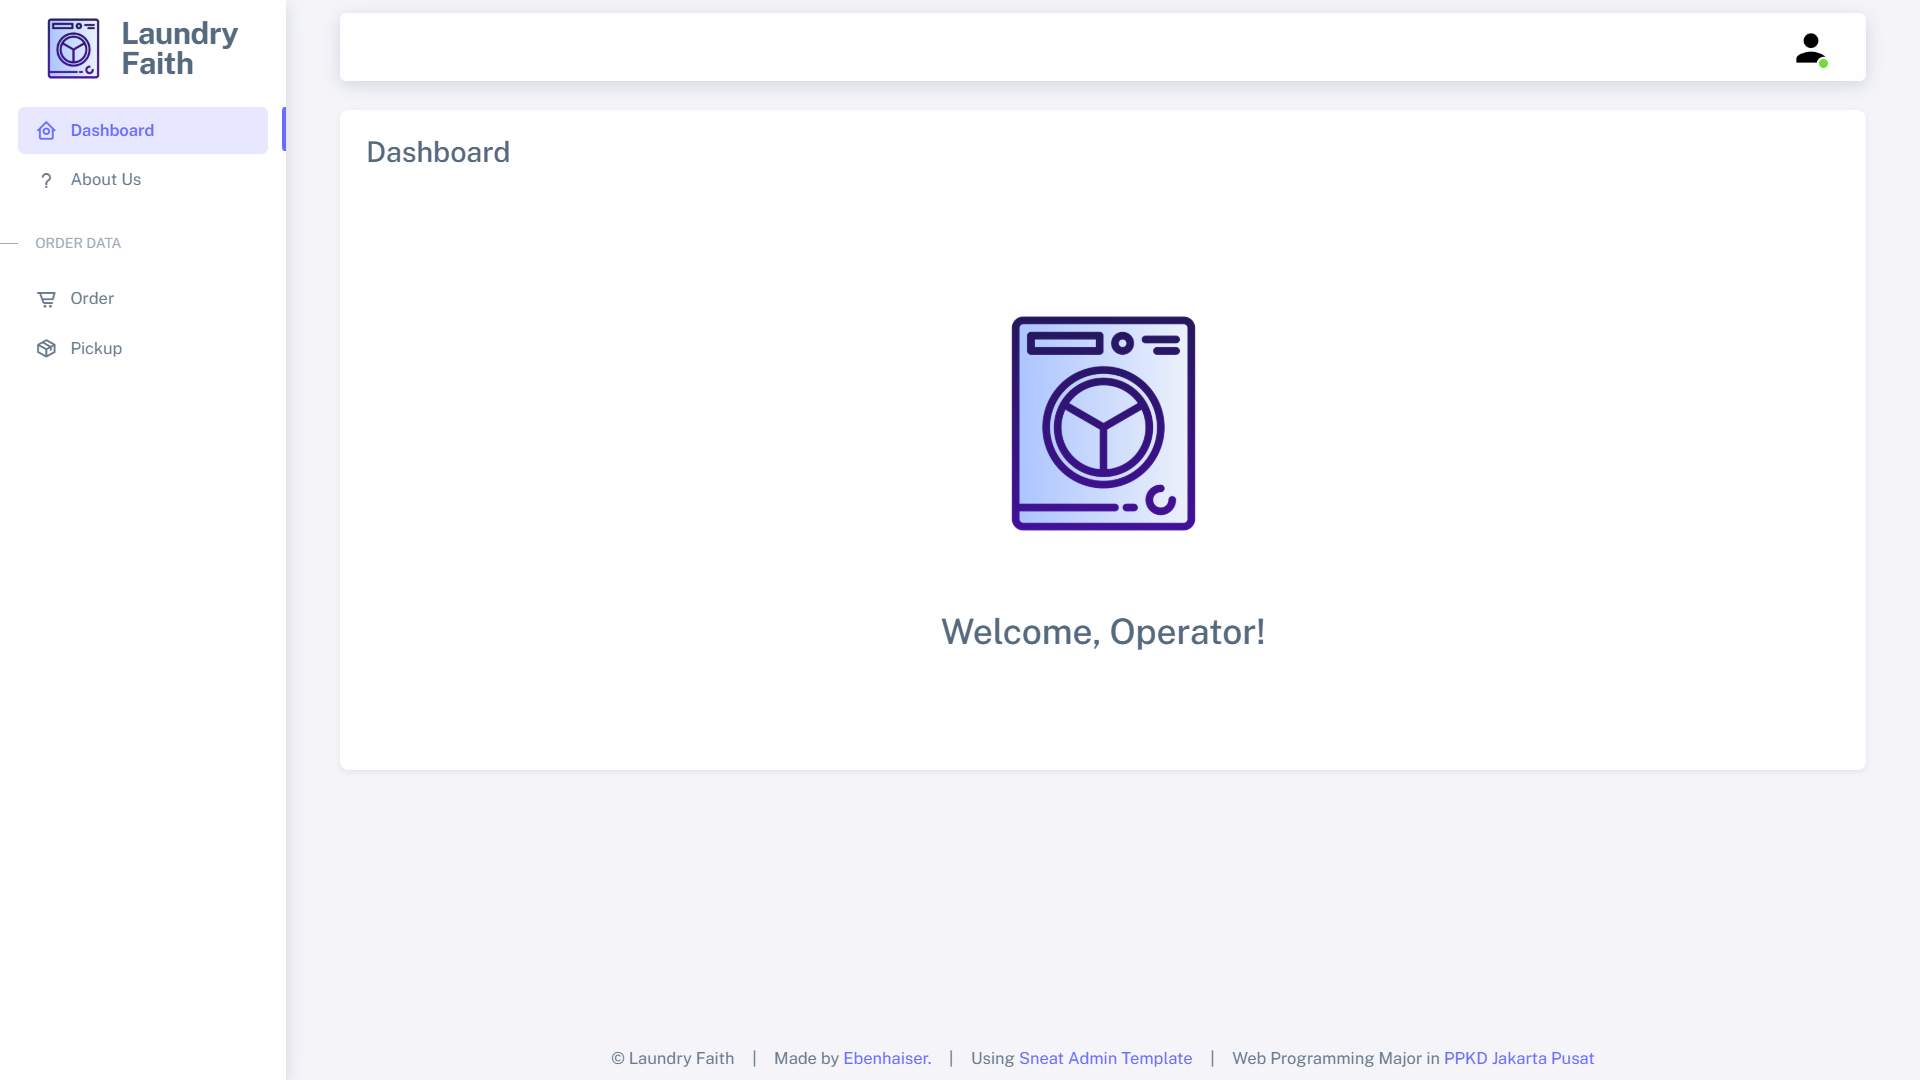 Laundry
Faith
Dashboard
? About Us
ORDER DATA
Order
Pickup
Dashboard
Welcome, Operator!
© Laundry Faith | Made by Ebenhaiser. | Using Sneat Admin Template | Web Programming Major in PPKD Jakarta Pusat